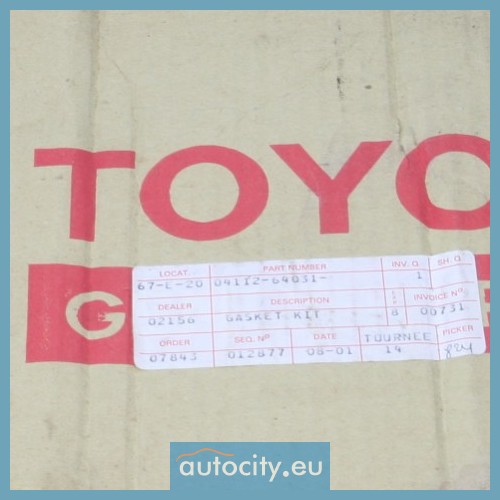 TOYO
G
LOCAT. PART NUMBER INV. Q. SH. Q.
67-E-20 04112-64031- 1
DEALER DESCRIPTION INVOICE Nº
02156 GASKET KIT 8 00731
ORDER SEQ. Nº DATE TOURNEE PICKER
07843 012877 08-01 14
autocity.eu